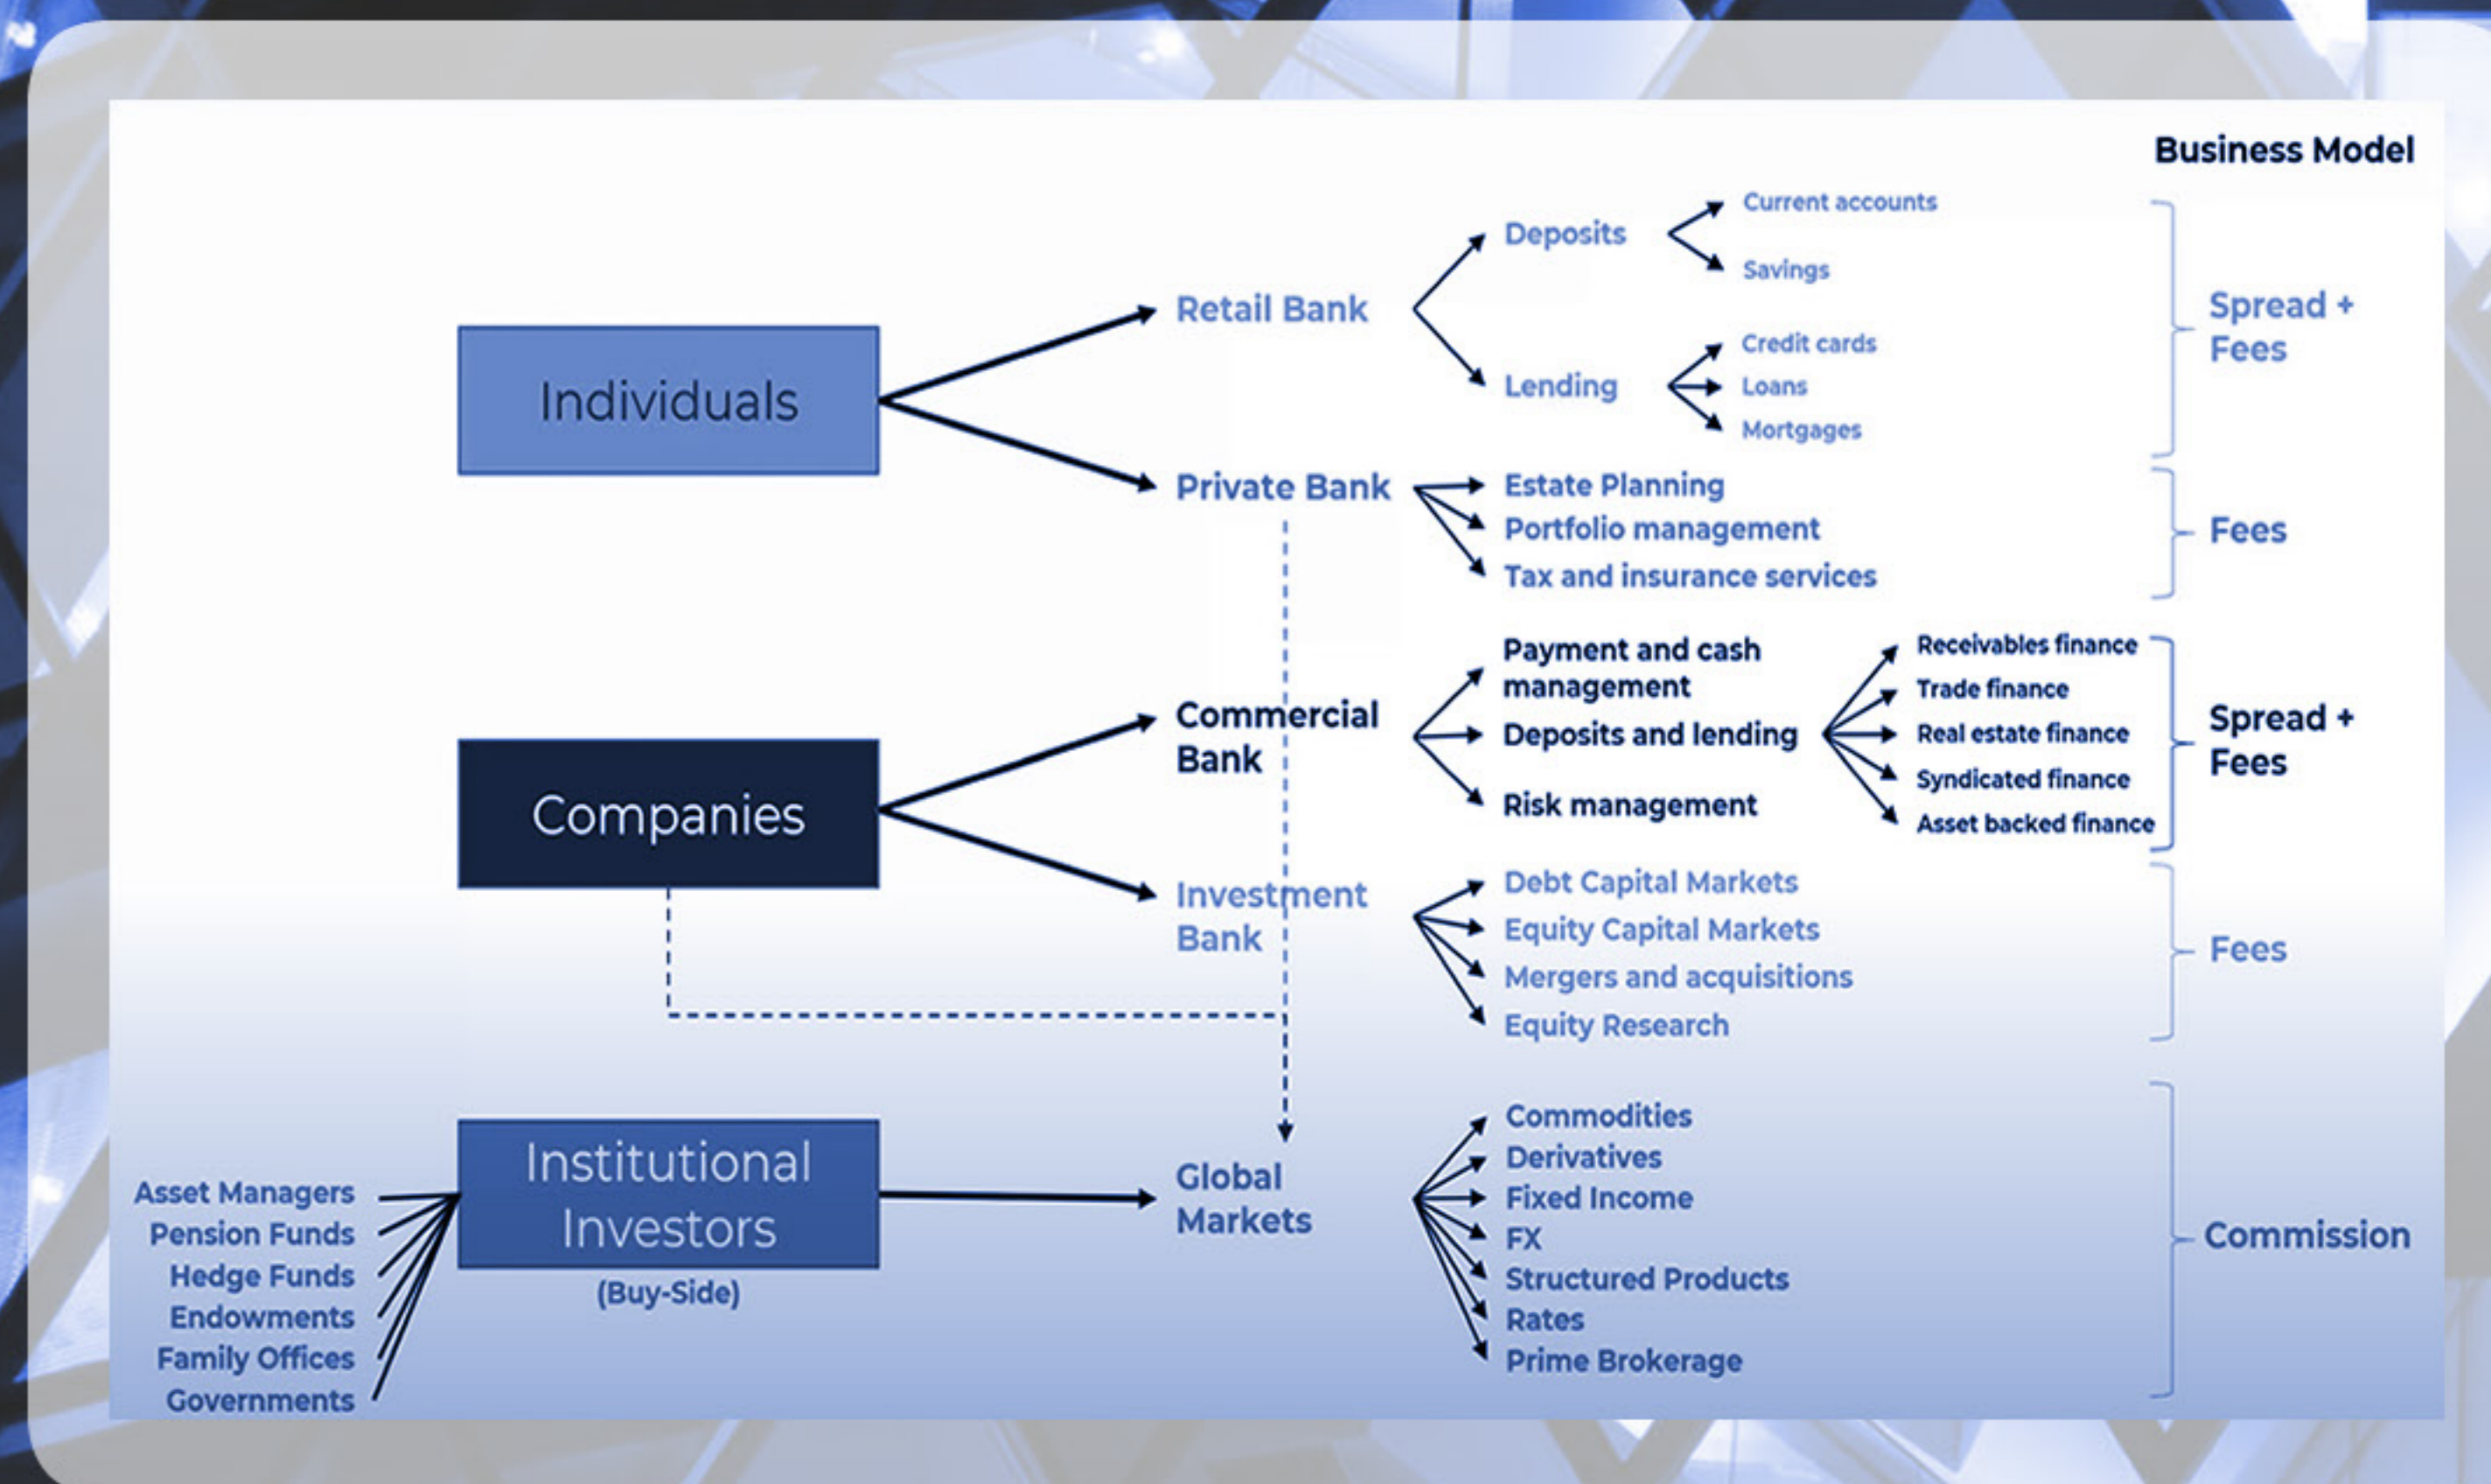 Business Model
Individuals
Retail Bank
Deposits
Current accounts
Savings
Lending
Credit cards
Loans
Mortgages
Spread +
Fees
Private Bank
Estate Planning
Portfolio management
Tax and insurance services
Fees
Companies
Commercial
Bank
Payment and cash
management
Deposits and lending
Risk management
Receivables finance
Trade finance
Real estate finance
Syndicated finance
Asset backed finance
Spread +
Fees
Investment
Bank
Debt Capital Markets
Equity Capital Markets
Mergers and acquisitions
Equity Research
Fees
Asset Managers
Pension Funds
Hedge Funds
Endowments
Family Offices
Governments
Institutional
Investors
(Buy-Side)
Global
Markets
Commodities
Derivatives
Fixed Income
FX
Structured Products
Rates
Prime Brokerage
Commission